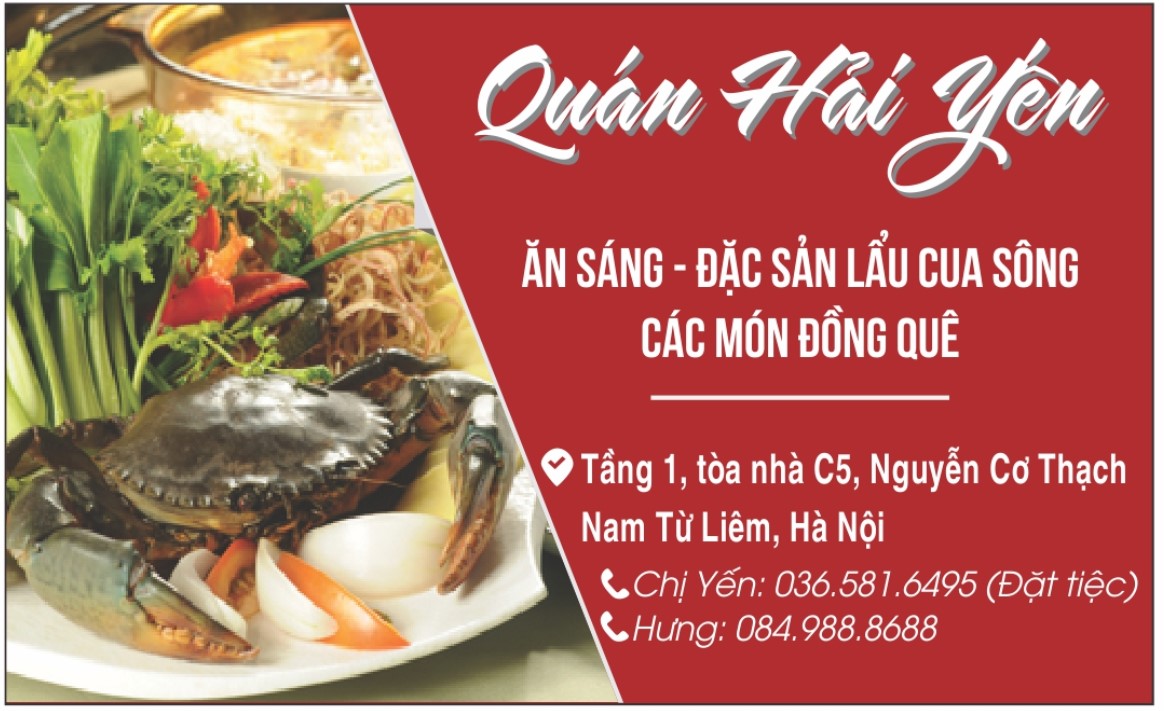 Quán Hải Yến
ĂN SÁNG - ĐẶC SẢN LẨU CUA SÔNG
CÁC MÓN ĐỒNG QUÊ
Tầng 1, tòa nhà C5, Nguyễn Cơ Thạch
Nam Từ Liêm, Hà Nội
Chị Yến: 036.581.6495 (Đặt tiệc)
Hưng: 084.988.8688